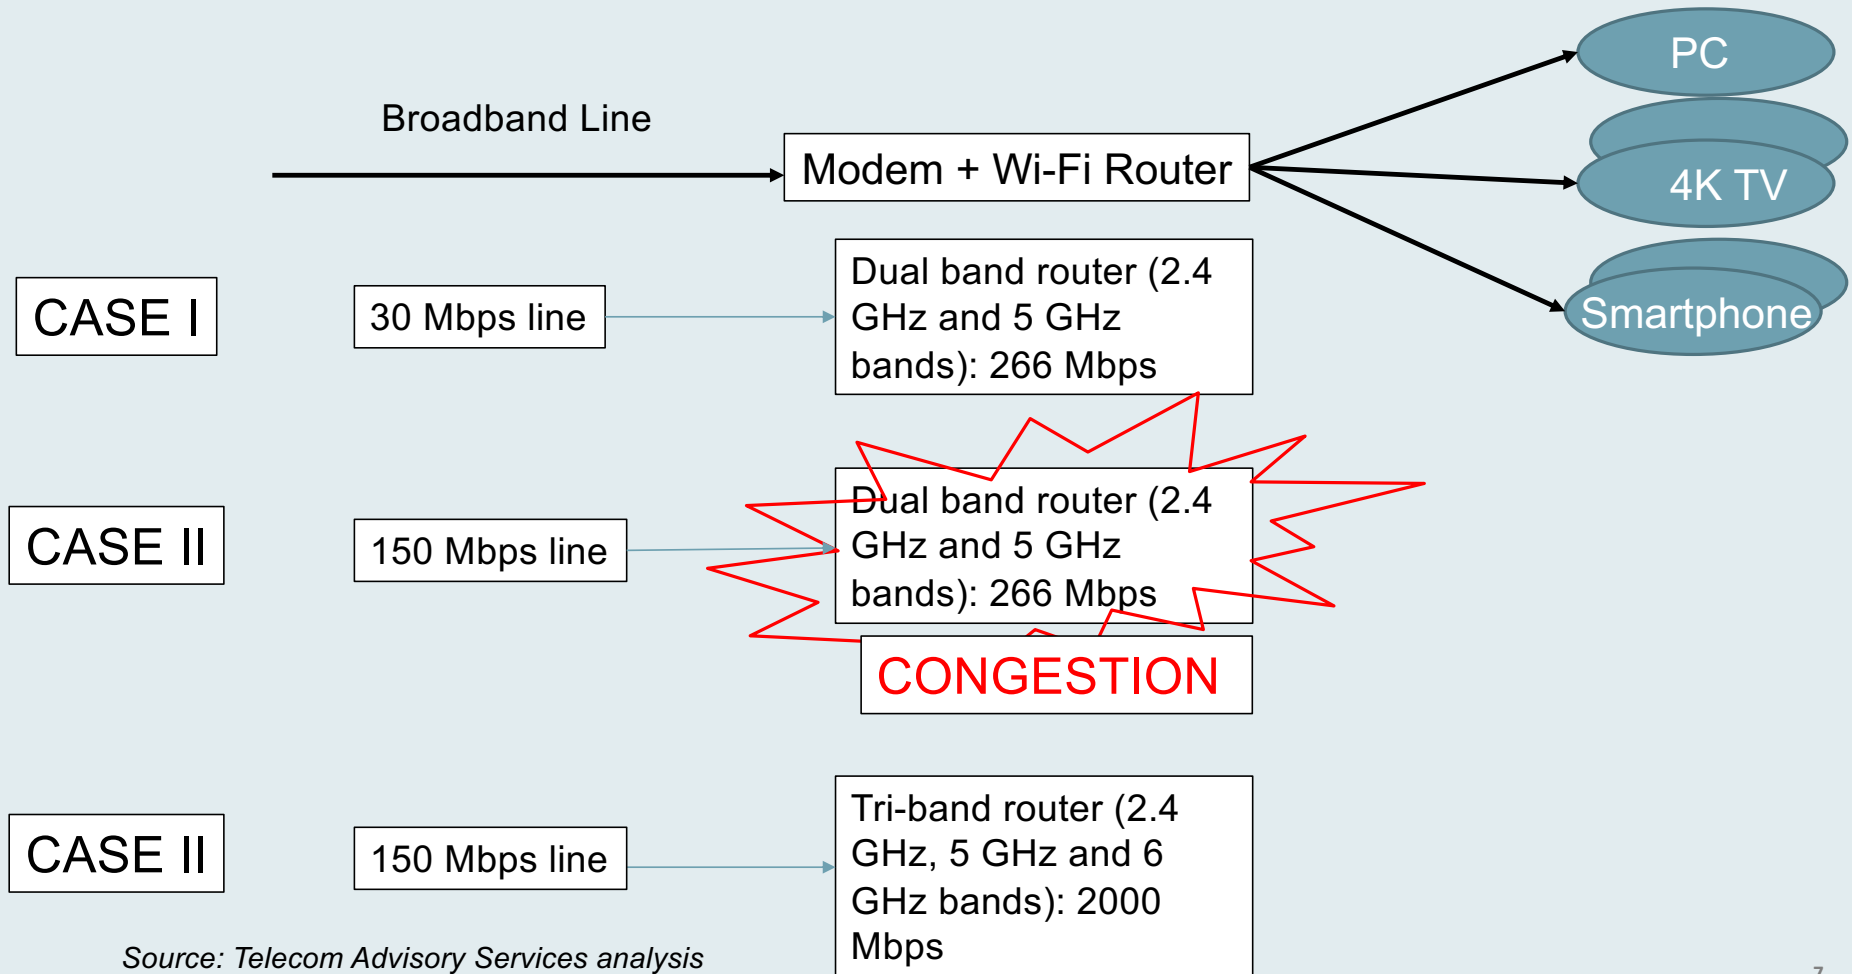 PC
Broadband Line
Modem + Wi-Fi Router
4K TV
Smartphone
CASE I
30 Mbps line
Dual band router (2.4
GHz and 5 GHz
bands): 266 Mbps
CASE II
150 Mbps line
Dual band router (2.4
GHz and 5 GHz
bands): 266 Mbps
CONGESTION
CASE II
150 Mbps line
Tri-band router (2.4
GHz, 5 GHz and 6
GHz bands): 2000
Mbps
Source: Telecom Advisory Services analysis
7